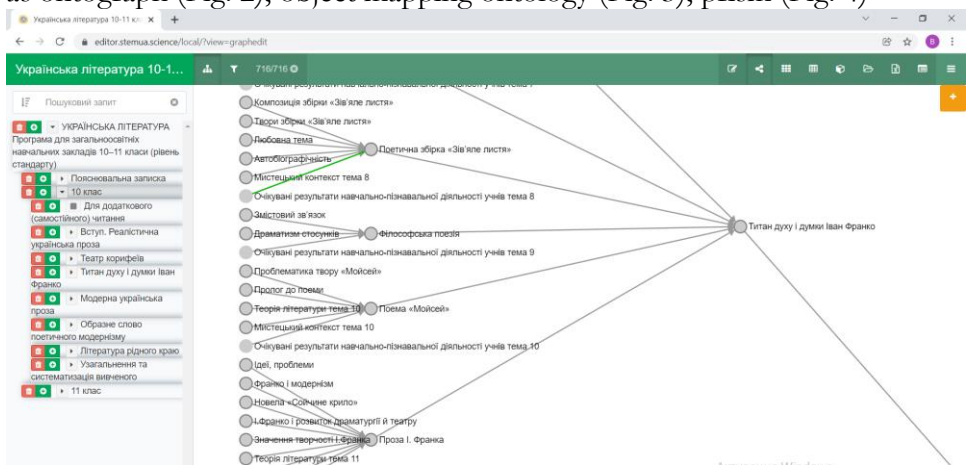 as ontograph (Fig. 2), object mapping ontology (Fig. 3), prism (Fig. 4)
Українська література 10-11 кл
editor.stemua.science/local/?view=graphedit
Українська література 10-1...
716/716
Пошуковий запит
УКРАЇНСЬКА ЛІТЕРАТУРА
Програма для загальноосвітніх
навчальних закладів 10–11 класи (рівень
стандарту)
Пояснювальна записка
10 клас
Для додаткового
(самостійного) читання
Вступ. Реалістична
українська проза
Театр корифеїв
Титан духу і думки Іван
Франко
Модерна українська
проза
Образне слово
поетичного модернізму
Література рідного краю
Узагальнення та
систематизація вивченого
11 клас
Композиція збірки «Зів'яле листя»
Твори збірки «Зів'яле листя»
Любовна тема
Автобіографічність
Мистецький контекст тема 8
Очікувані результати навчально-пізнавальної діяльності учнів тема 8
Поетична збірка «Зів'яле листя»
Змістовий зв'язок
Драматизм стосунків
Філософська поезія
Очікувані результати навчально-пізнавальної діяльності учнів тема 9
Титан духу і думки Іван Франко
Проблематика твору «Мойсей»
Пролог до поеми
Теорія літератури тема 10
Поема «Мойсей»
Мистецький контекст тема 10
Очікувані результати навчально-пізнавальної діяльності учнів тема 10
Ідеї, проблеми
Франко і модернізм
Новела «Сойчине крило»
І.Франко і розвиток драматургії й театру
Значення творчості І.Франка
Проза І. Франка
Теорія літератури тема 11